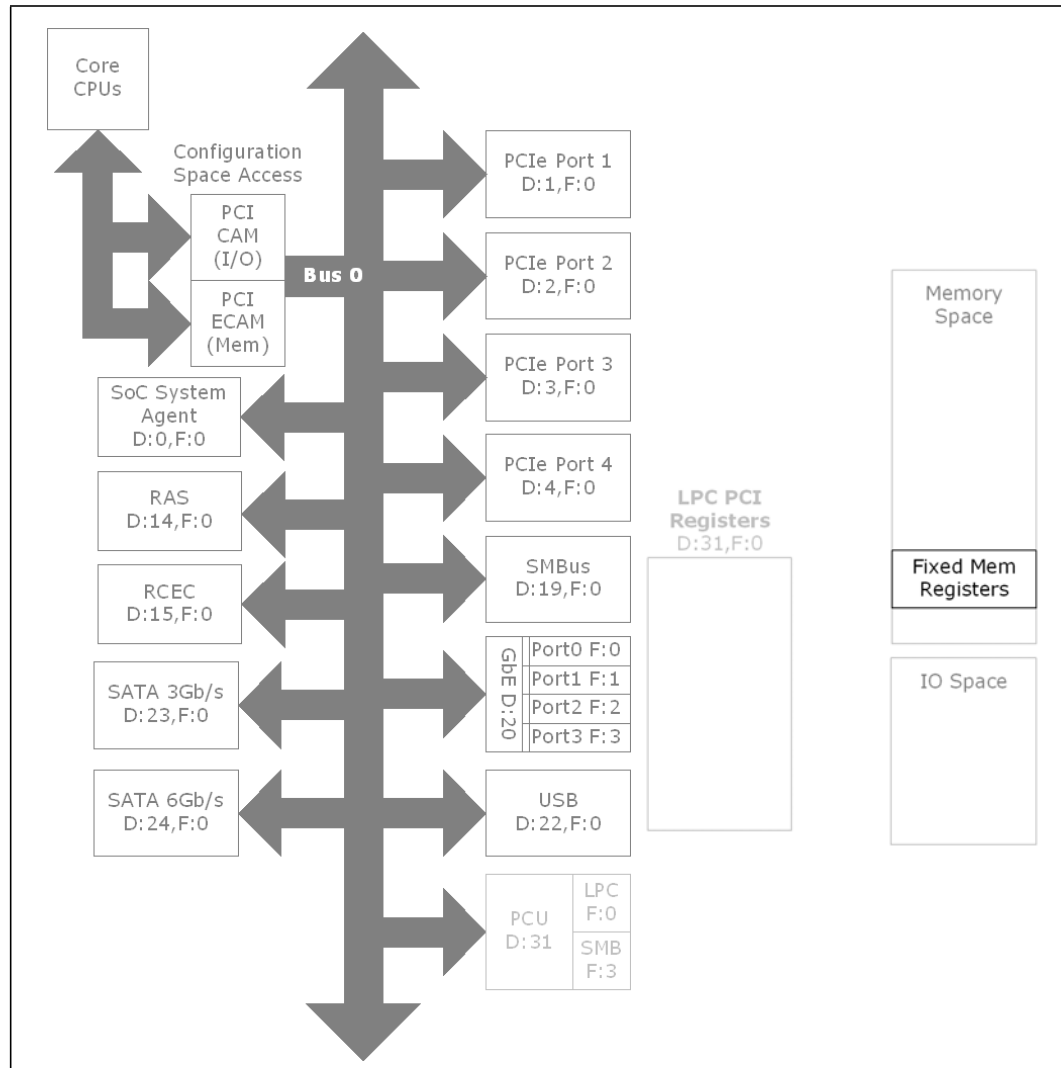 Core
CPUs
Configuration
Space Access
PCI
CAM
(I/O)
PCI
ECAM
(Mem)
Bus 0
SoC System
Agent
D:0,F:0
RAS
D:14,F:0
RCEC
D:15,F:0
SATA 3Gb/s
D:23,F:0
SATA 6Gb/s
D:24,F:0
PCIe Port 1
D:1,F:0
PCIe Port 2
D:2,F:0
PCIe Port 3
D:3,F:0
PCIe Port 4
D:4,F:0
SMBus
D:19,F:0
GbE D:20
Port0 F:0
Port1 F:1
Port2 F:2
Port3 F:3
USB
D:22,F:0
PCU
D:31
LPC
F:0
SMB
F:3
LPC PCI
Registers
D:31,F:0
Memory
Space
Fixed Mem
Registers
IO Space